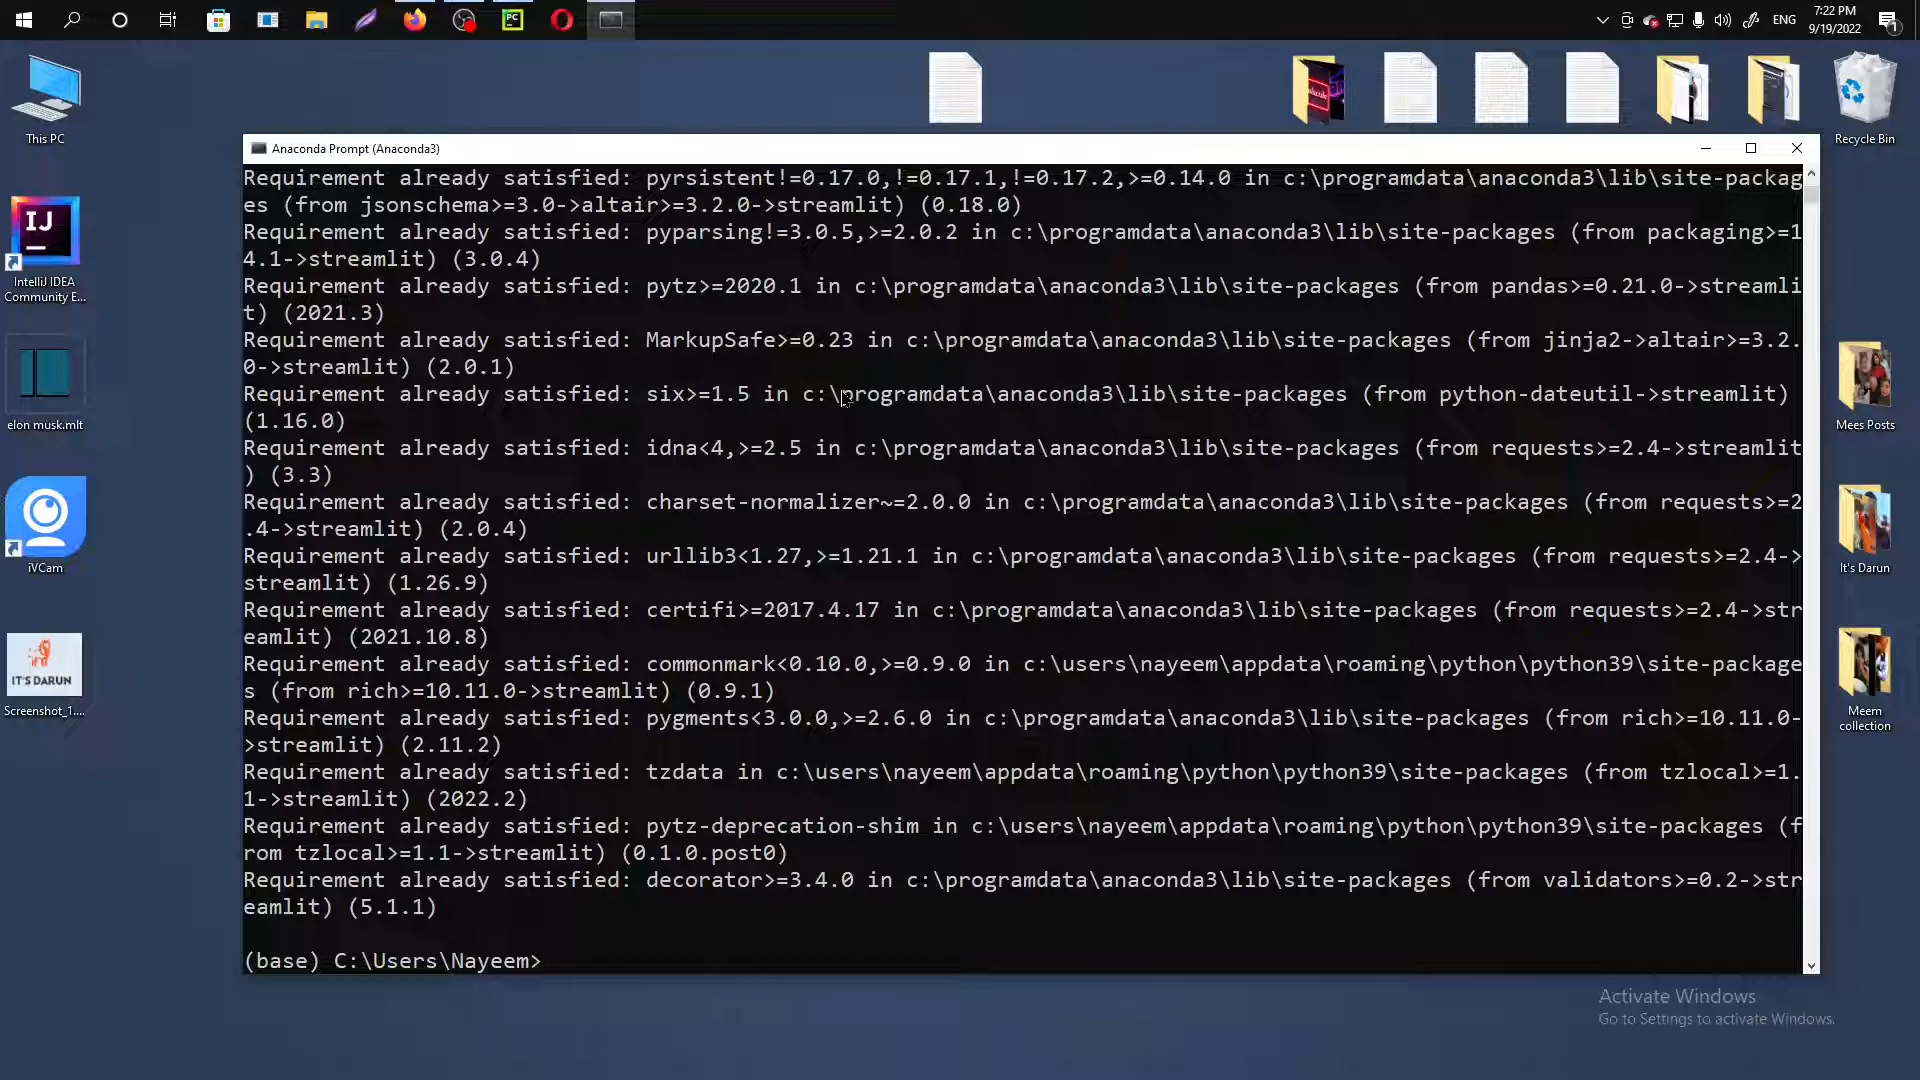 7:22 PM
ENG
9/19/2022
1
PC
This PC
Recycle Bin
Anaconda Prompt (Anaconda3)
Requirement already satisfied: pyrsistent!=0.17.0,!=0.17.1,!=0.17.2,>=0.14.0 in c:\programdata\anaconda3\lib\site-packag
es (from jsonschema>=3.0->altair>=3.2.0->streamlit) (0.18.0)
Requirement already satisfied: pyparsing!=3.0.5,>=2.0.2 in c:\programdata\anaconda3\lib\site-packages (from packaging>=1
4.1->streamlit) (3.0.4)
Requirement already satisfied: pytz>=2020.1 in c:\programdata\anaconda3\lib\site-packages (from pandas>=0.21.0->streamli
t) (2021.3)
Requirement already satisfied: MarkupSafe>=0.23 in c:\programdata\anaconda3\lib\site-packages (from jinja2->altair>=3.2.
0->streamlit) (2.0.1)
Requirement already satisfied: six>=1.5 in c:\programdata\anaconda3\lib\site-packages (from python-dateutil->streamlit)
(1.16.0)
Requirement already satisfied: idna<4,>=2.5 in c:\programdata\anaconda3\lib\site-packages (from requests>=2.4->streamlit
) (3.3)
Requirement already satisfied: charset-normalizer~=2.0.0 in c:\programdata\anaconda3\lib\site-packages (from requests>=2
.4->streamlit) (2.0.4)
Requirement already satisfied: urllib3<1.27,>=1.21.1 in c:\programdata\anaconda3\lib\site-packages (from requests>=2.4->
streamlit) (1.26.9)
Requirement already satisfied: certifi>=2017.4.17 in c:\programdata\anaconda3\lib\site-packages (from requests>=2.4->str
eamlit) (2021.10.8)
Requirement already satisfied: commonmark<0.10.0,>=0.9.0 in c:\users\nayeem\appdata\roaming\python\python39\site-package
s (from rich>=10.11.0->streamlit) (0.9.1)
Requirement already satisfied: pygments<3.0.0,>=2.6.0 in c:\programdata\anaconda3\lib\site-packages (from rich>=10.11.0-
>streamlit) (2.11.2)
Requirement already satisfied: tzdata in c:\users\nayeem\appdata\roaming\python\python39\site-packages (from tzlocal>=1.
1->streamlit) (2022.2)
Requirement already satisfied: pytz-deprecation-shim in c:\users\nayeem\appdata\roaming\python\python39\site-packages (f
rom tzlocal>=1.1->streamlit) (0.1.0.post0)
Requirement already satisfied: decorator>=3.4.0 in c:\programdata\anaconda3\lib\site-packages (from validators>=0.2->str
eamlit) (5.1.1)
(base) C:\Users\Nayeem>
IJ
IntelliJ IDEA
Community E...
elon musk.mlt
iVCam
IT'S DARUN
Screenshot_1....
Mees Posts
It's Darun
Meem
collection
Activate Windows
Go to Settings to activate Windows.